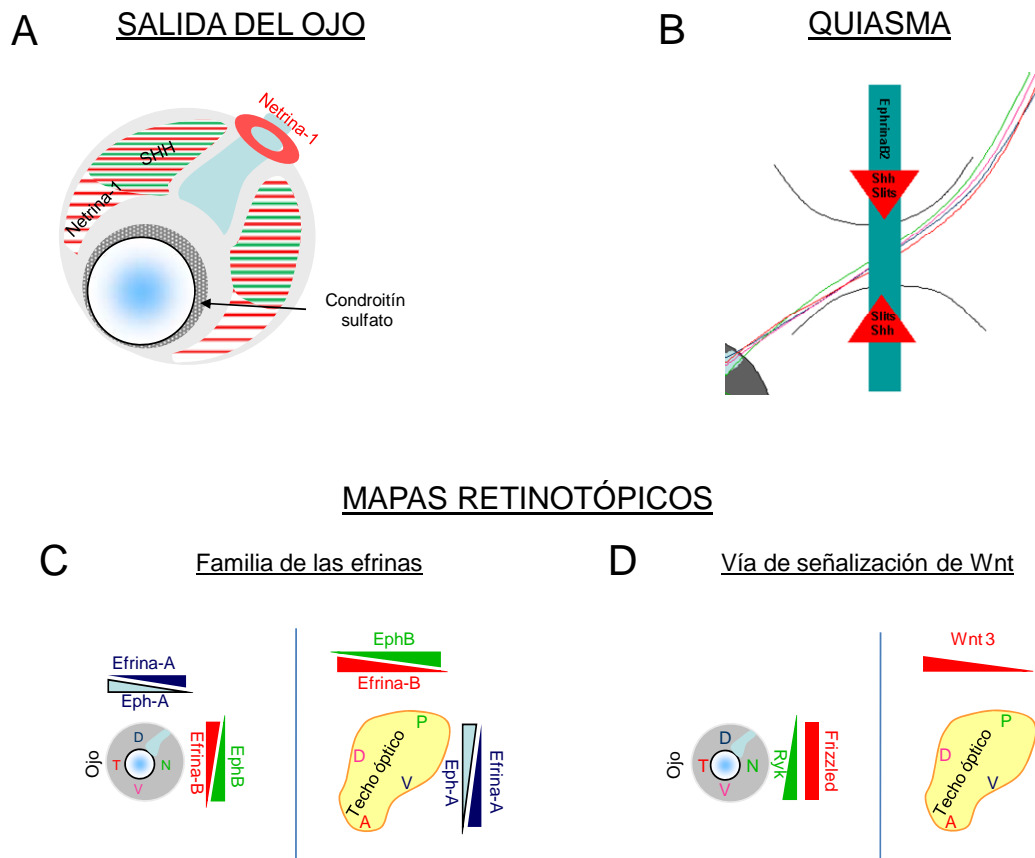 A
SALIDA DEL OJO
Netrina-1
SHH
Netrina-1
Condroitín
sulfato
B
QUIASMA
EphrinaB2
Shh
Slits
Slits
Shh
MAPAS RETINOTÓPICOS
C
Familia de las efrinas
Efrina-A
Eph-A
Ojo
D
T
N
V
Efrina-B
EphB
EphB
Efrina-B
P
D
Techo óptico
V
A
Eph-A
Efrina-A
D
Vía de señalización de Wnt
Ojo
D
T
N
V
Ryk
Frizzled
Wnt 3
P
D
Techo óptico
V
A